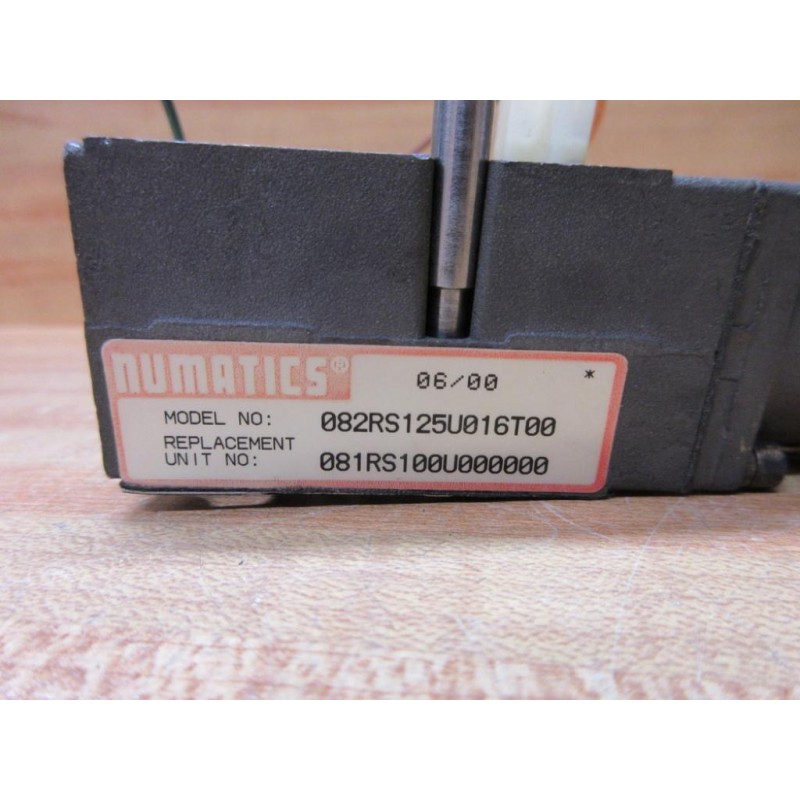 NUMATICS® 06/00 *
MODEL NO: 082RS125U016T00
REPLACEMENT
UNIT NO: 081RS100U000000